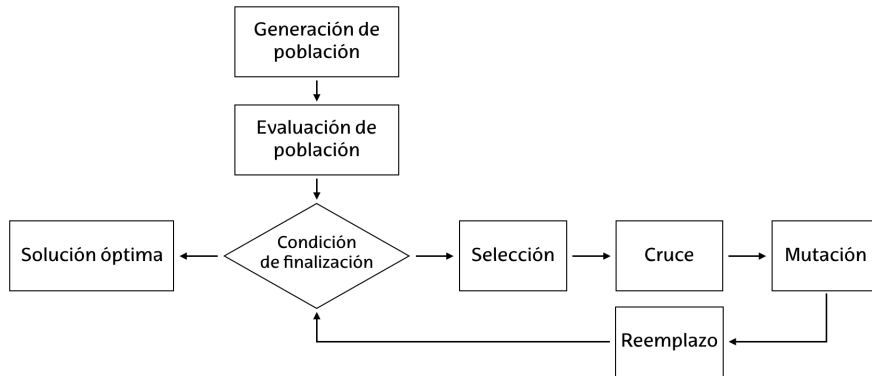 Generación de
población
Evaluación de
población
Solución óptima
Condición
de finalización
Selección
Cruce
Mutación
Reemplazo